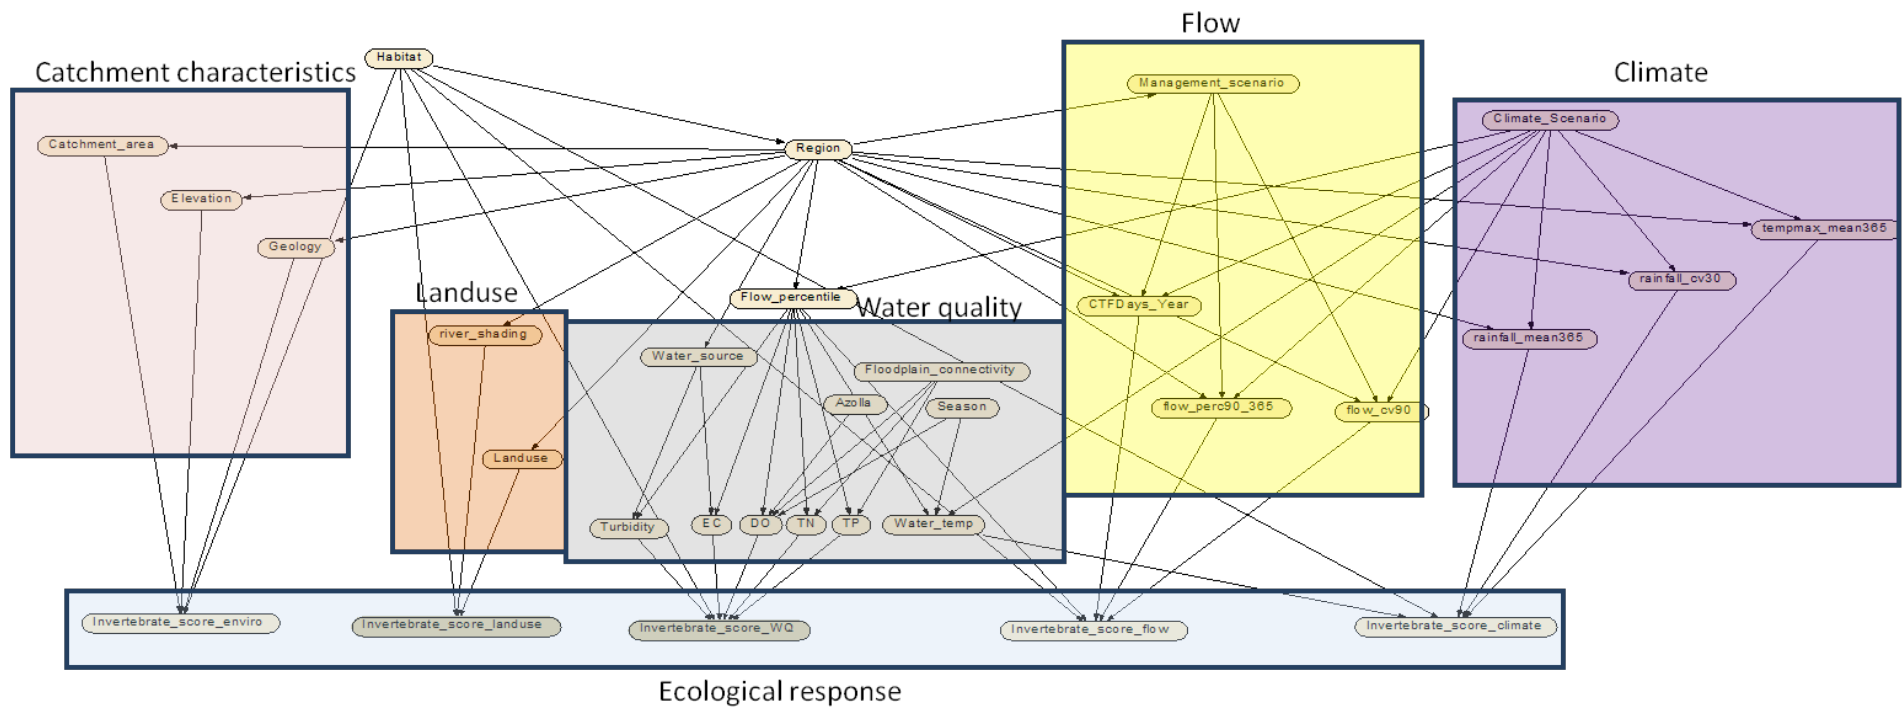 Flow
Habitat
Catchment characteristics
Climate
Management_scenario
Climate_Scenario
Catchment_area
Region
Elevation
tempmax_mean365
Geology
rainfall_cv30
Landuse
Flow_percentile
Water quality
CTFDays_Year
river_shading
rainfall_mean365
Water_source
Floodplain_connectivity
Azolla
Season
flow_perc90_365
flow_cv90
Landuse
Turbidity
EC
DO
TN
TP
Water_temp
Invertebrate_score_enviro
Invertebrate_score_landuse
Invertebrate_score_WQ
Invertebrate_score_flow
Invertebrate_score_climate
Ecological response